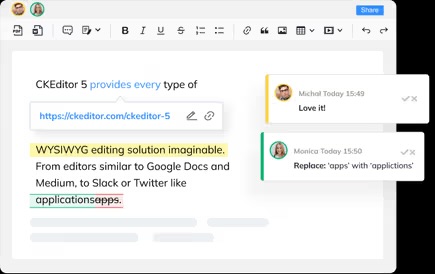 Share
PDF
W
B I U S
CKEditor 5 provides every type of
https://ckeditor.com/ckeditor-5
WYSIWYG editing solution imaginable.
From editors similar to Google Docs and
Medium, to Slack or Twitter like
applicationsapps.
Michał Today 15:49
Love it!
Monica Today 15:50
Replace: ‘apps’ with ‘applictions’